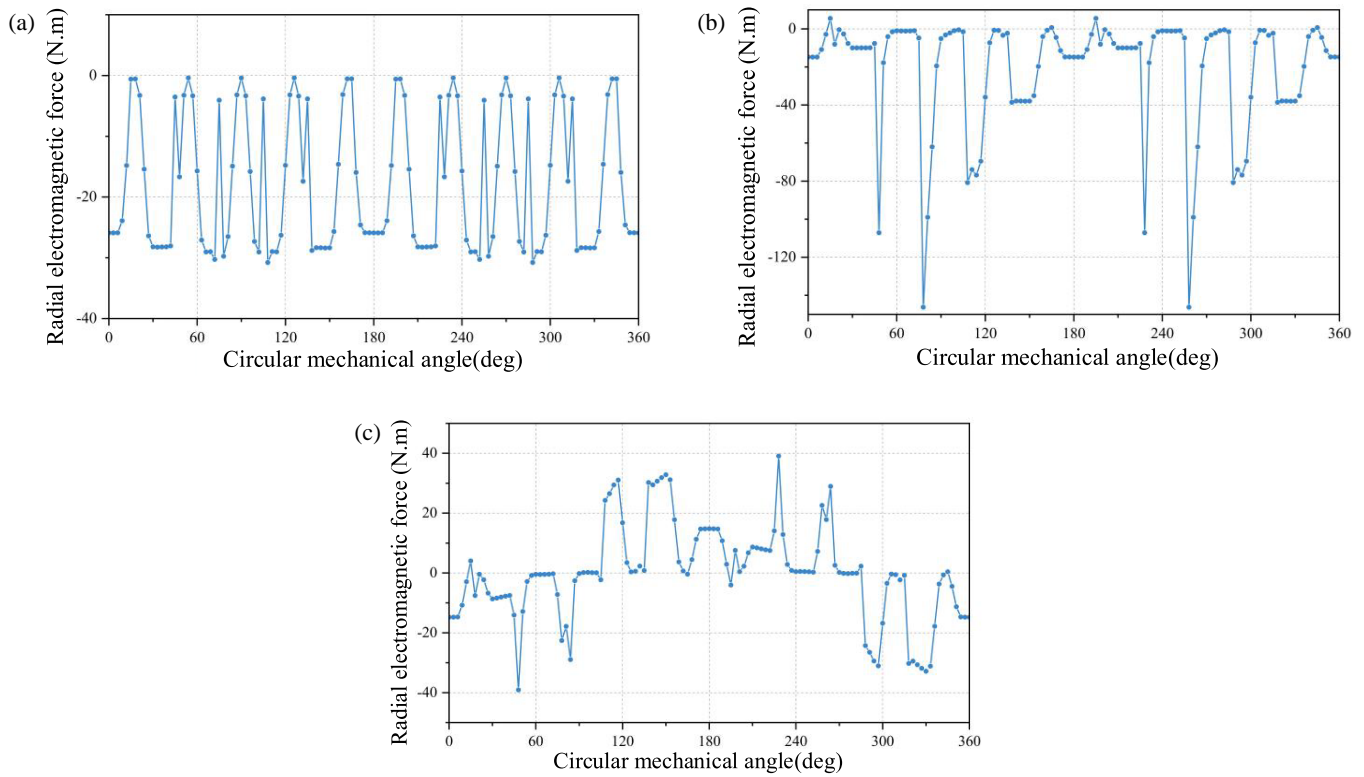 (a)
Radial electromagnetic force (N.m)
0
-20
-40
0 60 120 180 240 300 360
Circular mechanical angle(deg)
(b)
Radial electromagnetic force (N.m)
0
-40
-80
-120
0 60 120 180 240 300 360
Circular mechanical angle(deg)
(c)
Radial electromagnetic force (N.m)
40
20
0
-20
-40
0 60 120 180 240 300 360
Circular mechanical angle(deg)